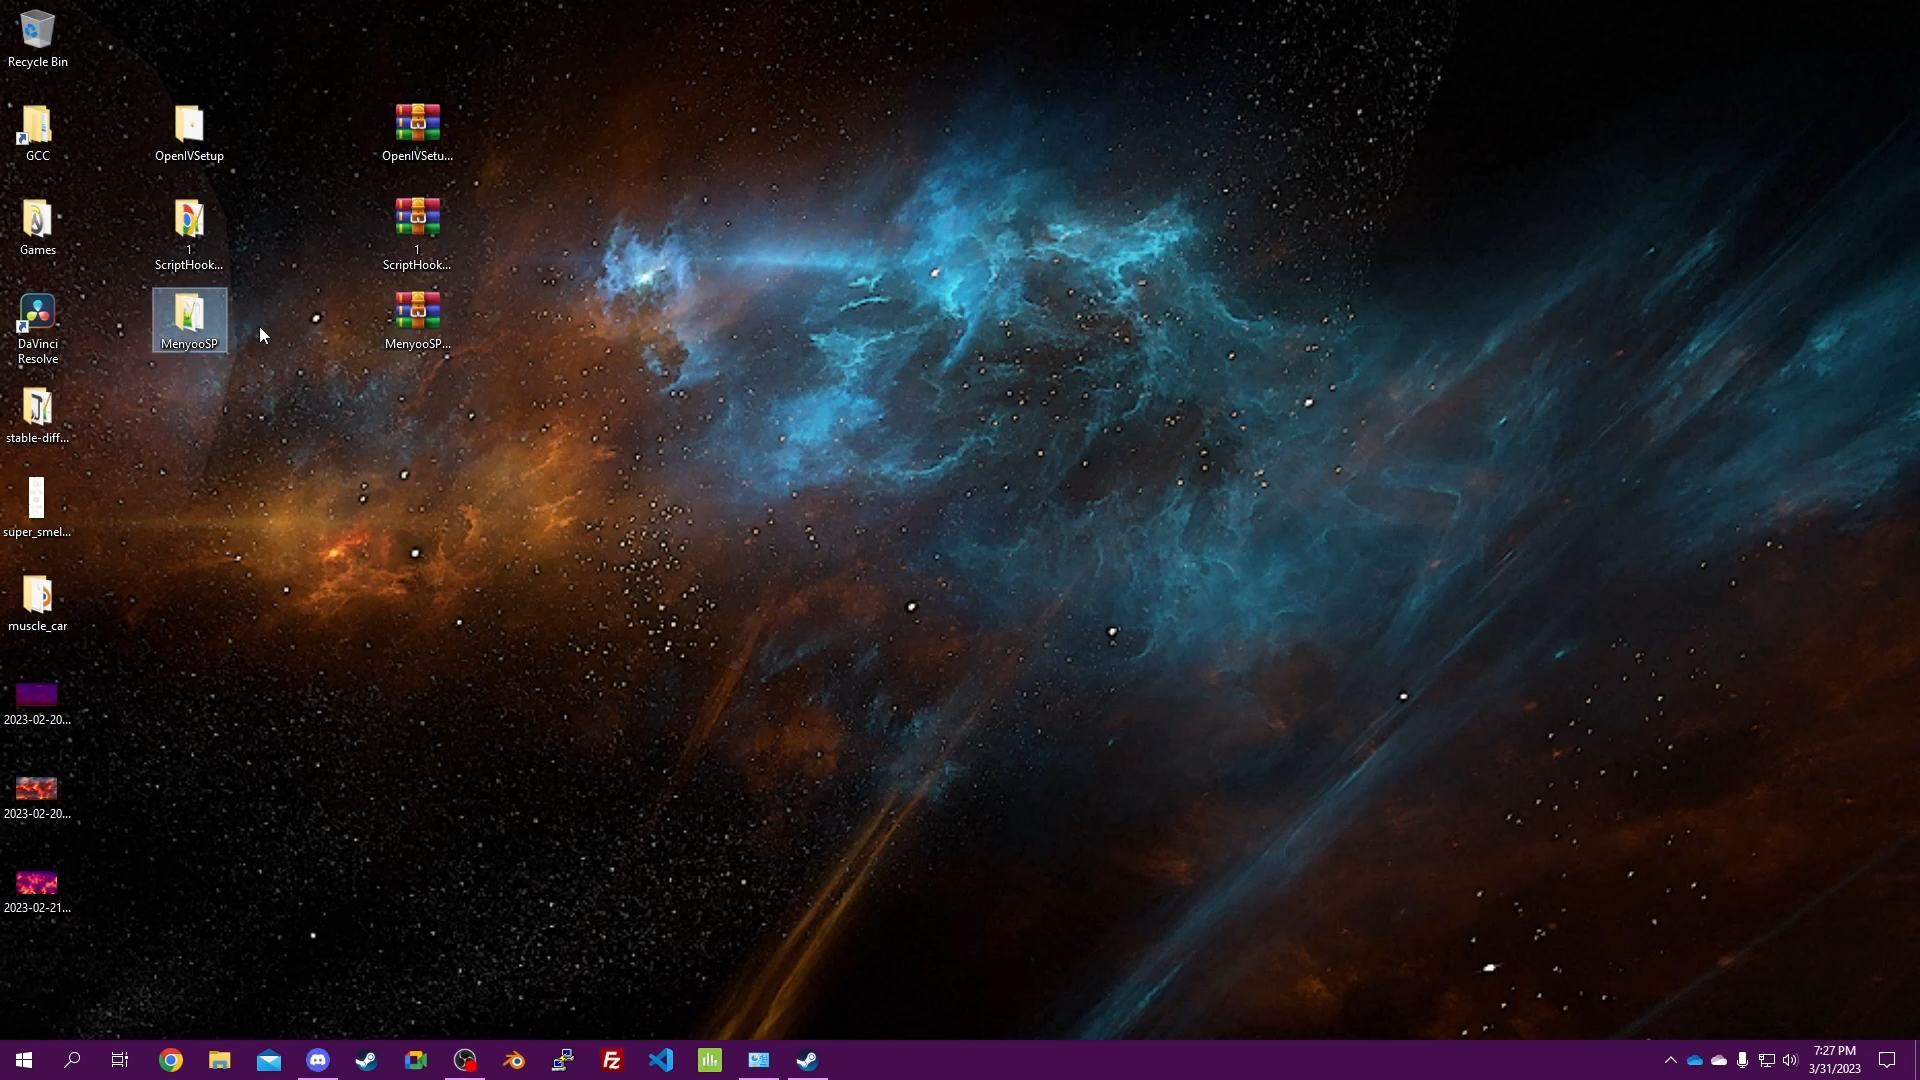 Recycle Bin
GCC
OpenIVSetup
OpenIVSetu...
Games
1
ScriptHook...
1
ScriptHook...
DaVinci
Resolve
MenyooSP
MenyooSP...
stable-diff...
super_smel...
muscle_car
2023-02-20...
2023-02-20...
2023-02-21...
7:27 PM
3/31/2023